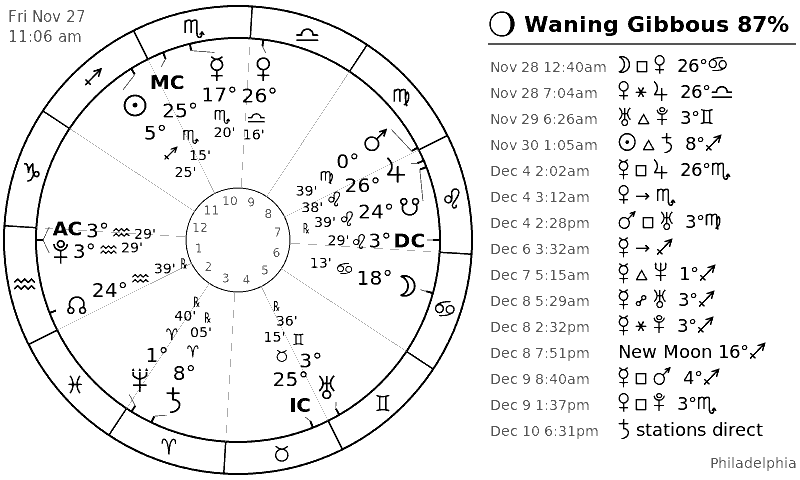 Fri Nov 27
11:06 am
Waning Gibbous 87%
Nov 28 12:40am ☽ □ ♀ 26°♋
Nov 28 7:04am ♀ ⚹ ♃ 26°♎
Nov 29 6:26am ♅ △ ♇ 3°♊
Nov 30 1:05am ☉ △ ♄ 8°♐
Dec 4 2:02am ☿ □ ♃ 26°♏
Dec 4 3:12am ♀ → ♏
Dec 4 2:28pm ♂ □ ♅ 3°♍
Dec 6 3:32am ☿ → ♐
Dec 7 5:15am ☿ △ ♆ 1°♐
Dec 8 5:29am ☿ ☍ ♅ 3°♐
Dec 8 2:32pm ☿ ⚹ ♇ 3°♐
Dec 8 7:51pm New Moon 16°♐
Dec 9 8:40am ☿ □ ♂ 4°♐
Dec 9 1:37pm ♀ □ ♇ 3°♏
Dec 10 6:31pm ♄ stations direct
Philadelphia
MC 25° ♏ 15'
☉ 5° ♐ 25'
☿ 17° ♏ 20'
♀ 26° ♎ 16'
♂ 0° ♍ 39'
♃ 26° ♌ 38'
☋ 24° ♌ 39' ℞
DC 3° ♌ 29'
☽ 18° ♋ 13'
♅ 3° ♊ 36' ℞
IC 25° ♉ 15'
♄ 8° ♈ 05' ℞
♆ 1° ♈ 40' ℞
☊ 24° ♒ 39' ℞
♇ 3° ♒ 29'
AC 3° ♒ 29'
♈
♉
♊
♋
♌
♍
♎
♏
♐
♑
♒
♓
1
2
3
4
5
6
7
8
9
10
11
12